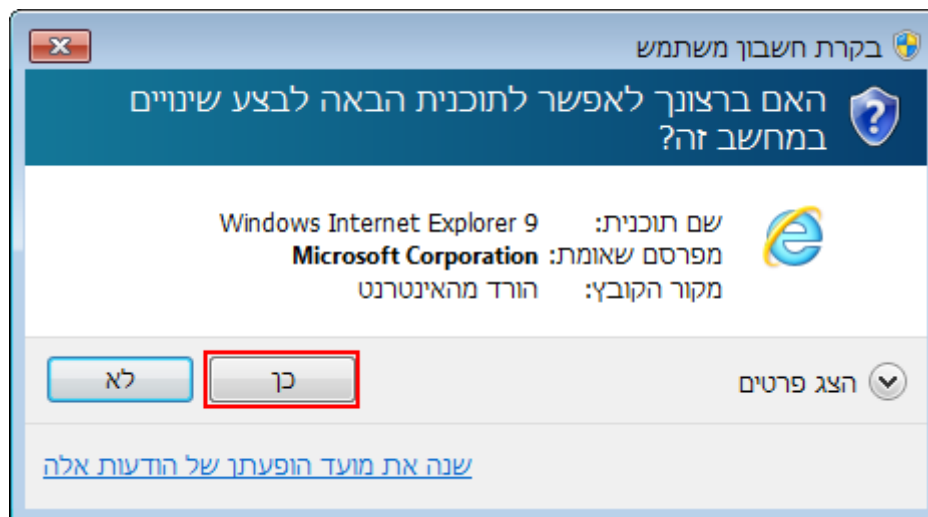 בקרת חשבון משתמש
האם ברצונך לאפשר לתוכנית הבאה לבצע שינויים
במחשב זה?
שם תוכנית: Windows Internet Explorer 9
מפרסם שאומת: Microsoft Corporation
מקור הקובץ: הורד מהאינטרנט
הצג פרטים
כן
לא
שנה את מועד הופעתן של הודעות אלה